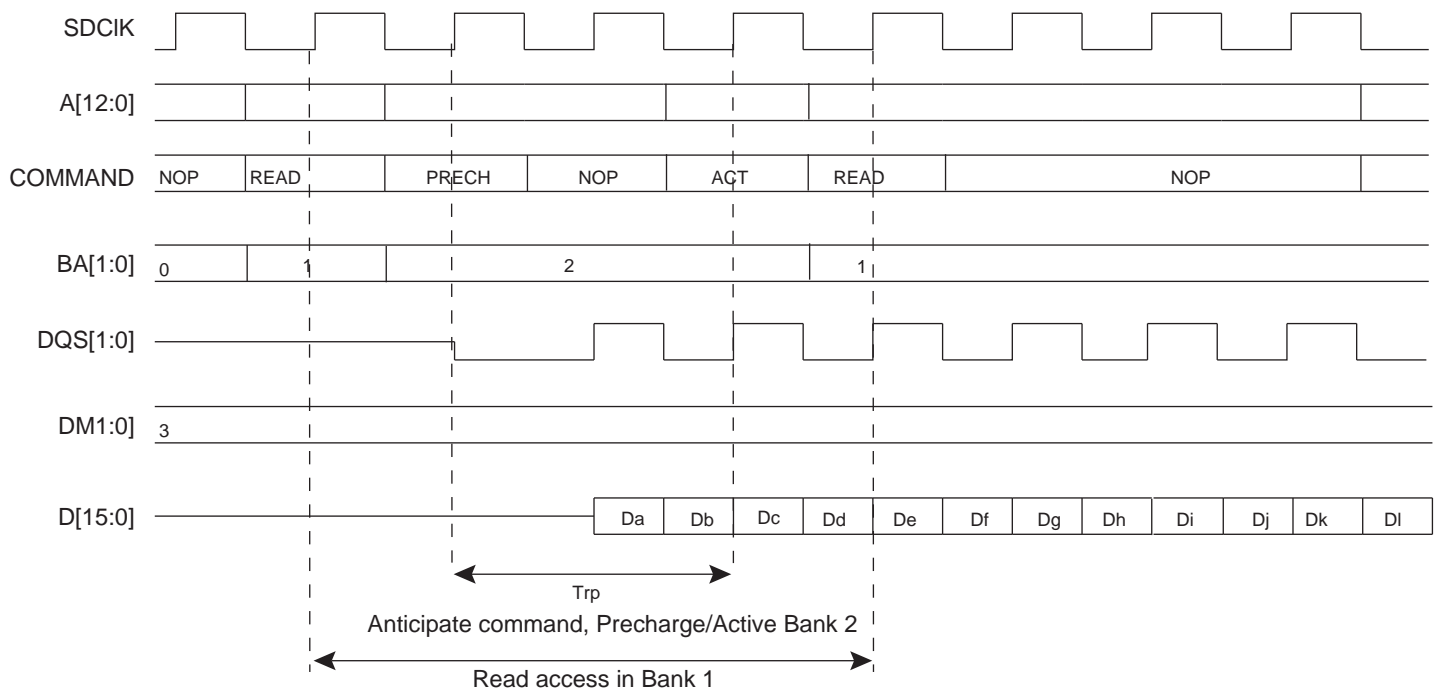 SDClK
A[12:0]
COMMAND NOP READ PRECH NOP ACT READ NOP
BA[1:0] 0 1 2 1
DQS[1:0]
DM1:0] 3
D[15:0] Da Db Dc Dd De Df Dg Dh Di Dj Dk Dl
Trp
Anticipate command, Precharge/Active Bank 2
Read access in Bank 1